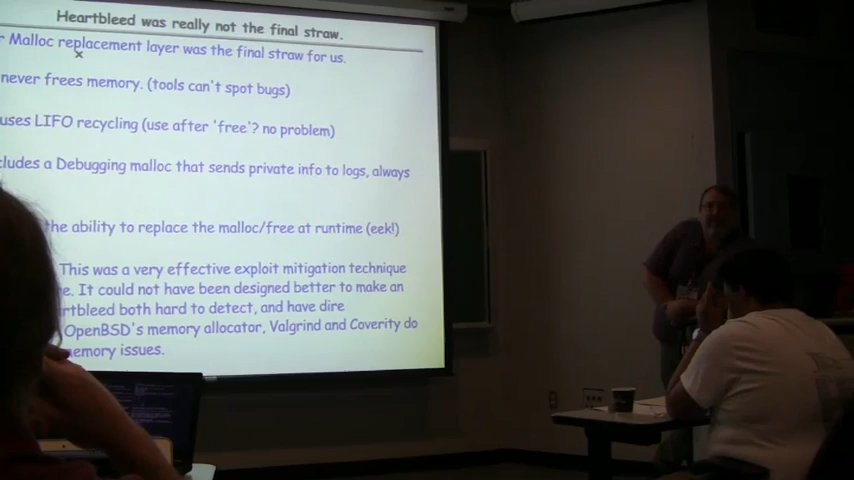 Heartbleed was really not the final straw.
r Malloc replacement layer was the final straw for us.
never frees memory. (tools can't spot bugs)
uses LIFO recycling (use after 'free'? no problem)
cludes a Debugging malloc that sends private info to logs, always
the ability to replace the malloc/free at runtime (eek!)
This was a very effective exploit mitigation technique
e. It could not have been designed better to make an
rtbleed both hard to detect, and have dire
OpenBSD's memory allocator, Valgrind and Coverity do
emory issues.